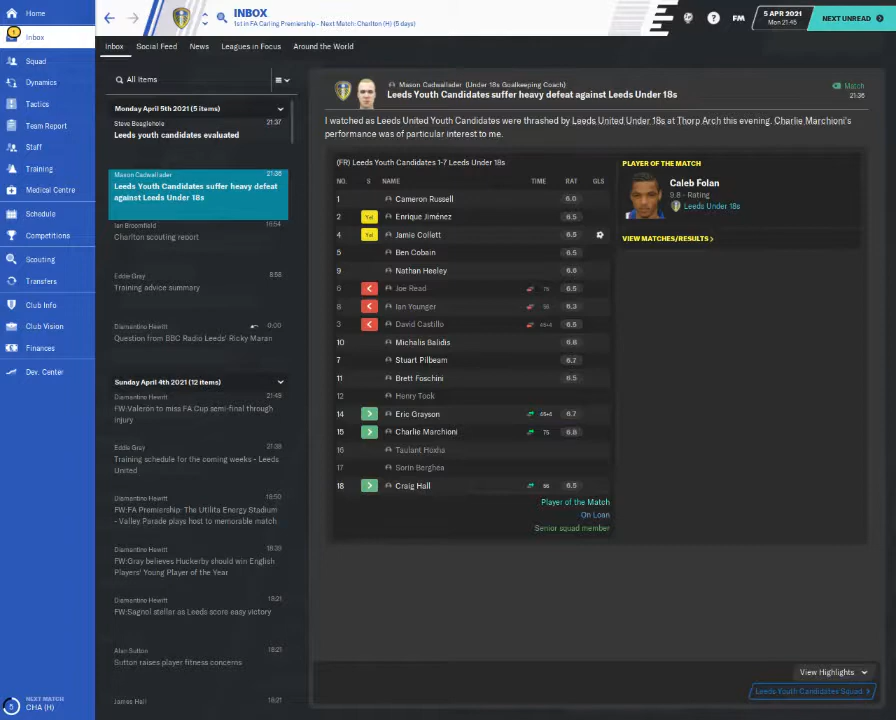 Home
Inbox
Squad
Dynamics
Tactics
Team Report
Staff
Training
Medical Centre
Schedule
Competitions
Scouting
Transfers
Club Info
Club Vision
Finances
Dev. Center
5
NEXT MATCH
CHA (H)
INBOX
1st in FA Carling Premiership - Next Match: Charlton (H) (5 days)
FM
5 APR 2021
Mon 21:45
NEXT UNREAD
Inbox
Social Feed
News
Leagues in Focus
Around the World
All Items
Monday April 5th 2021 (5 items)
Steve Beaglehole
21:37
Leeds youth candidates evaluated
Mason Cadwallader
21:36
Leeds Youth Candidates suffer heavy defeat
against Leeds Under 18s
Ian Broomfield
16:54
Charlton scouting report
Eddie Gray
8:58
Training advice summary
Diamantino Hewitt
0:00
Question from BBC Radio Leeds' Ricky Maran
Sunday April 4th 2021 (12 items)
Diamantino Hewitt
21:49
FW:Valerón to miss FA Cup semi-final through
injury
Eddie Gray
21:38
Training schedule for the coming weeks - Leeds
United
Diamantino Hewitt
18:50
FW:FA Premiership: The Utilita Energy Stadium
- Valley Parade plays host to memorable match
Diamantino Hewitt
18:39
FW:Gray believes Huckerby should win English
Players' Young Player of the Year
Diamantino Hewitt
18:21
FW:Sagnol stellar as Leeds score easy victory
Alan Sutton
18:21
Sutton raises player fitness concerns
James Hall
18:21
Mason Cadwallader (Under 18s Goalkeeping Coach)
Leeds Youth Candidates suffer heavy defeat against Leeds Under 18s
Match
21:36
I watched as Leeds United Youth Candidates were thrashed by Leeds United Under 18s at Thorp Arch this evening. Charlie Marchioni's
performance was of particular interest to me.
(FR) Leeds Youth Candidates 1-7 Leeds Under 18s
NO. S NAME TIME RAT GLS
1 Cameron Russell 6.0
2 Yel Enrique Jiménez 6.5
4 Yel Jamie Collett 6.5
5 Ben Cobain 6.5
9 Nathan Healey 6.6
6 Joe Read 75 6.5
8 Ian Younger 56 6.3
3 David Castillo 45+4 6.5
10 Michalis Balidis 6.8
7 Stuart Pilbeam 6.7
11 Brett Foschini 6.5
12 Henry Tock
14 Eric Grayson 45+4 6.7
15 Charlie Marchioni 75 6.8
16 Taulant Hoxha
17 Sorin Berghea
18 Craig Hall 56 6.5
Player of the Match
On Loan
Senior squad member
PLAYER OF THE MATCH
Caleb Folan
9.8 - Rating
Leeds Under 18s
VIEW MATCHES/RESULTS >
View Highlights
Leeds Youth Candidates Squad >